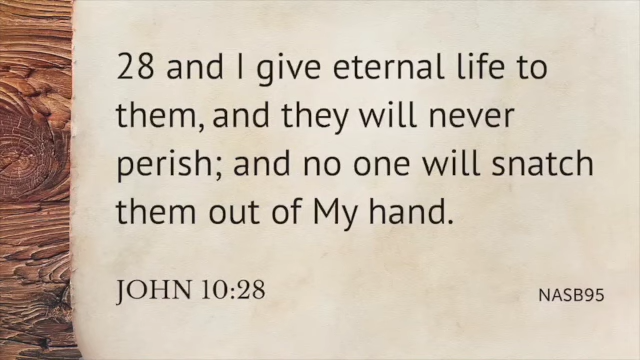 28 and I give eternal life to
them, and they will never
perish; and no one will snatch
them out of My hand.
JOHN 10:28
NASB95